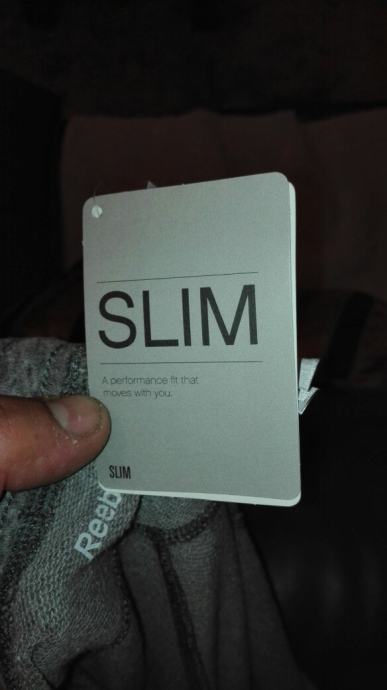 SLIM
A performance fit that
moves with you.
SLIM
Reeb